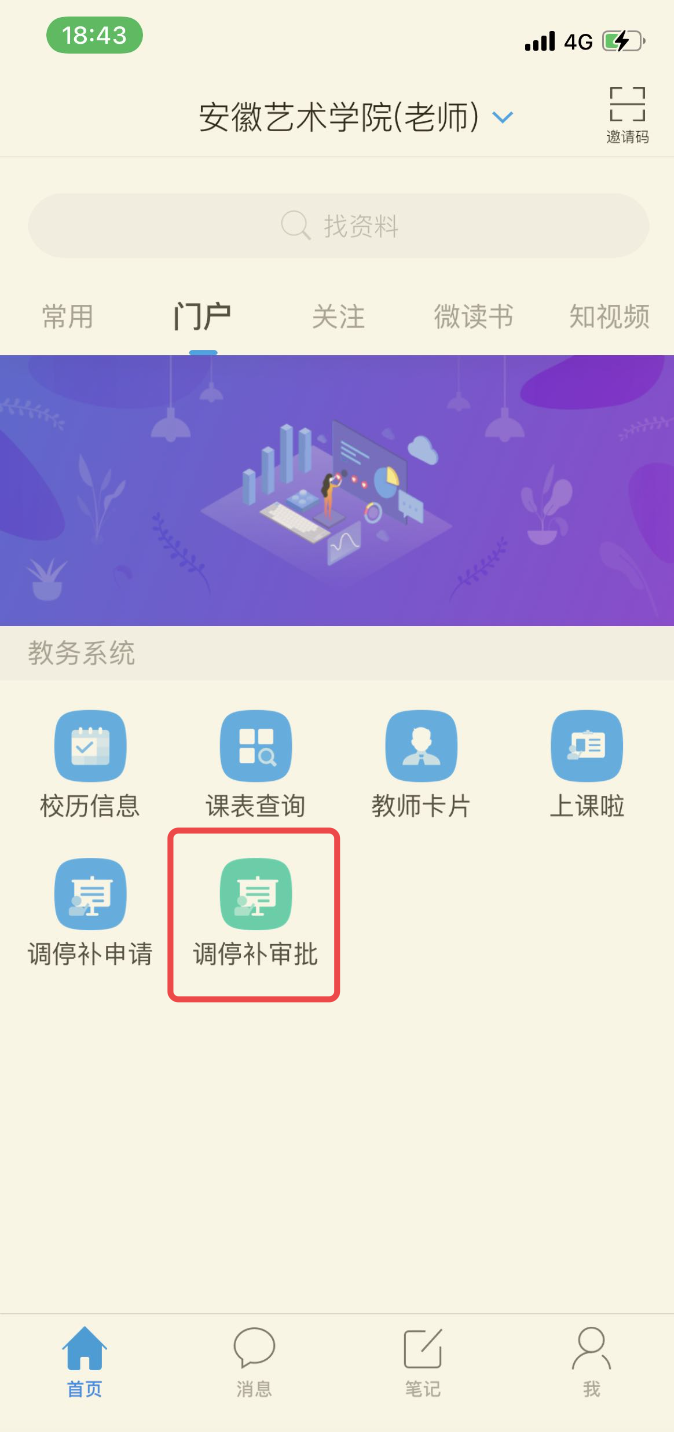 18:43 4G
安徽艺术学院(老师)
邀请码
找资料
常用 门户 关注 微读书 知视频
教务系统
校历信息 课表查询 教师卡片 上课啦
调停补申请 调停补审批
首页 消息 笔记 我